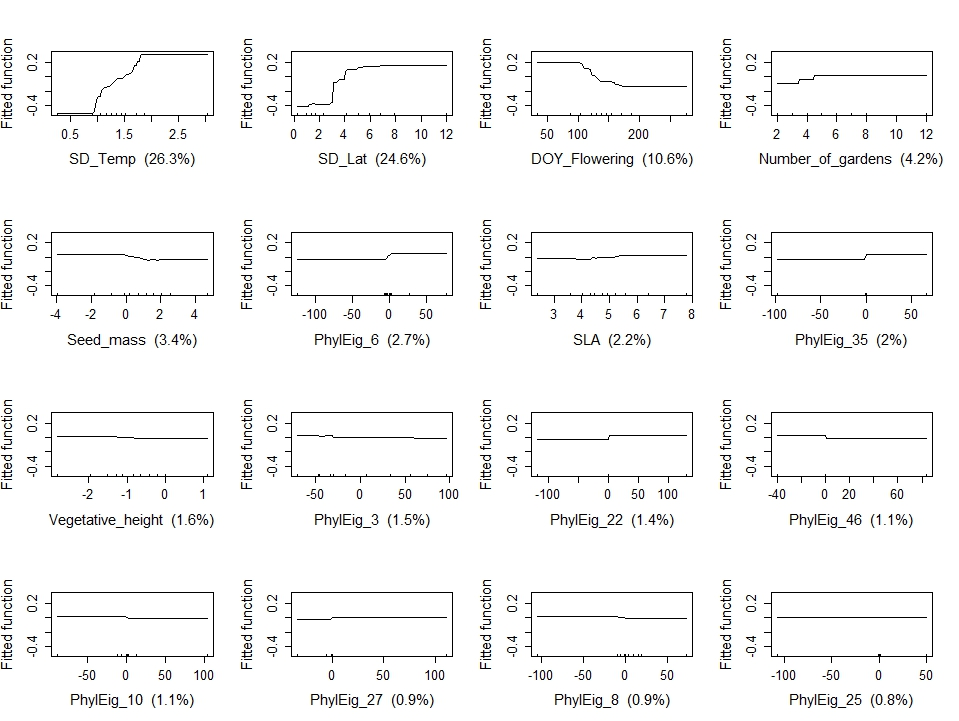 Fitted function
0.2
-0.4
0.5 1.5 2.5
SD_Temp (26.3%)
Fitted function
0.2
-0.4
0 2 4 6 8 10 12
SD_Lat (24.6%)
Fitted function
0.2
-0.4
50 100 200
DOY_Flowering (10.6%)
Fitted function
0.2
-0.4
2 4 6 8 10 12
Number_of_gardens (4.2%)
Fitted function
0.2
-0.4
-4 -2 0 2 4
Seed_mass (3.4%)
Fitted function
0.2
-0.4
-100 -50 0 50
PhylEig_6 (2.7%)
Fitted function
0.2
-0.4
3 4 5 6 7 8
SLA (2.2%)
Fitted function
0.2
-0.4
-100 -50 0 50
PhylEig_35 (2%)
Fitted function
0.2
-0.4
-2 -1 0 1
Vegetative_height (1.6%)
Fitted function
0.2
-0.4
-50 0 50 100
PhylEig_3 (1.5%)
Fitted function
0.2
-0.4
-100 0 50 100
PhylEig_22 (1.4%)
Fitted function
0.2
-0.4
-40 0 20 60
PhylEig_46 (1.1%)
Fitted function
0.2
-0.4
-50 0 50 100
PhylEig_10 (1.1%)
Fitted function
0.2
-0.4
0 50 100
PhylEig_27 (0.9%)
Fitted function
0.2
-0.4
-100 -50 0 50
PhylEig_8 (0.9%)
Fitted function
0.2
-0.4
-100 -50 0 50
PhylEig_25 (0.8%)